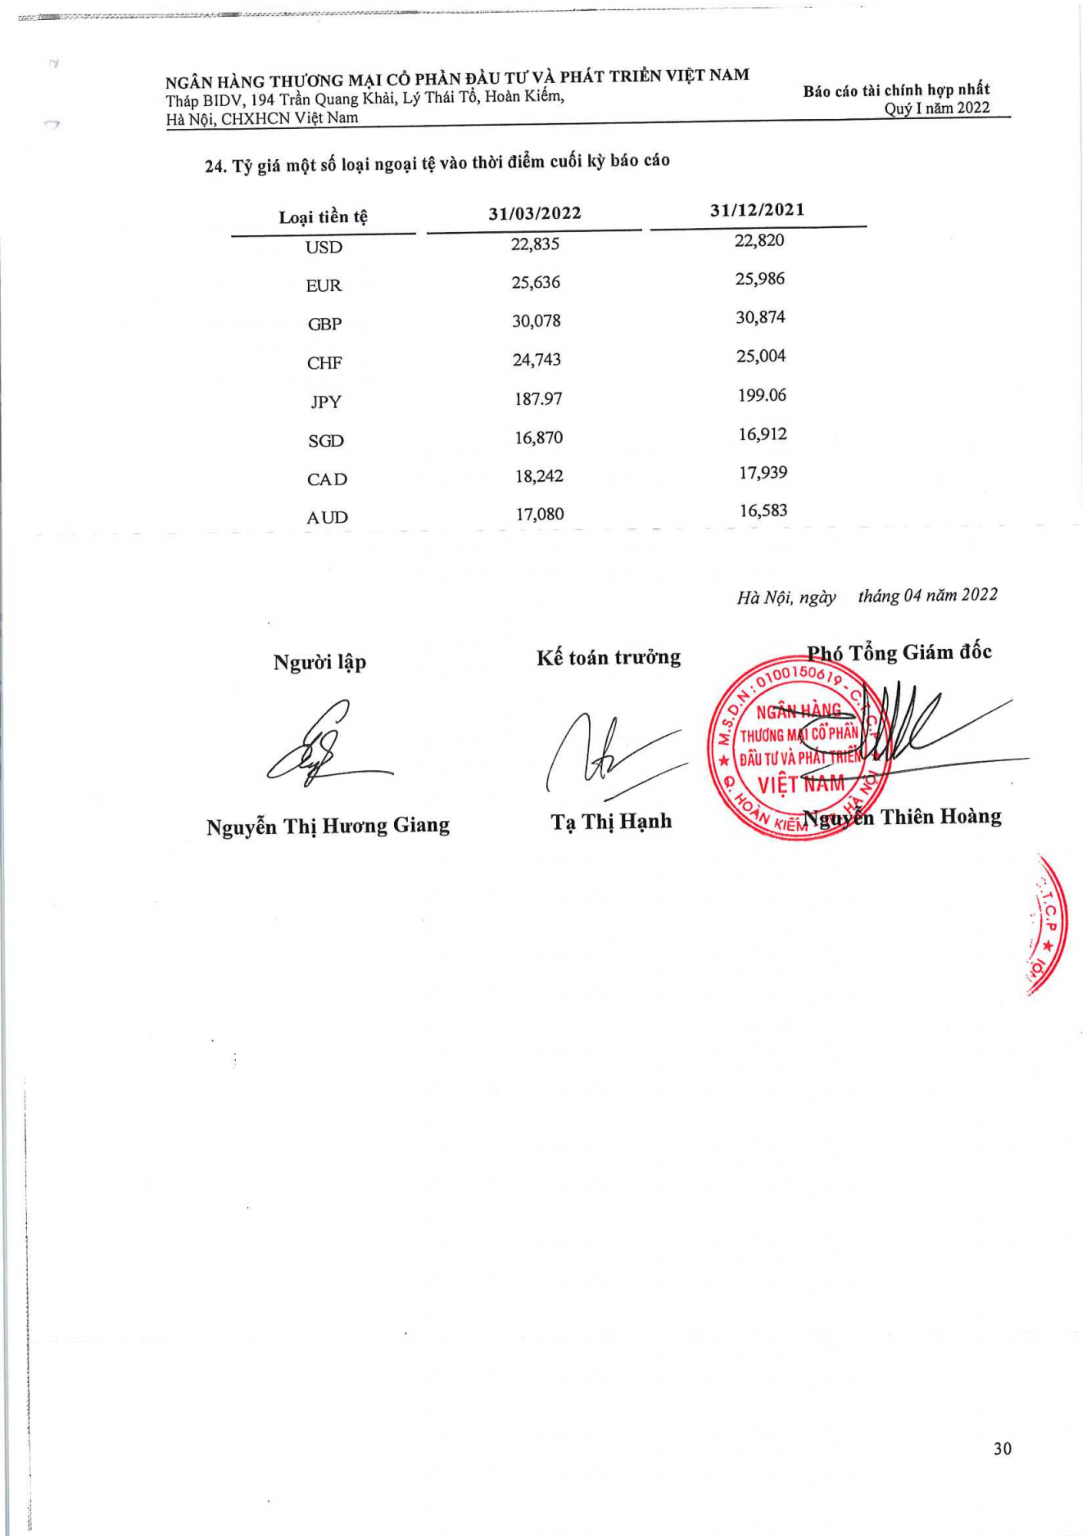 NGÂN HÀNG THƯƠNG MẠI CỔ PHẦN ĐẦU TƯ VÀ PHÁT TRIỂN VIỆT NAM
Tháp BIDV, 194 Trần Quang Khải, Lý Thái Tổ, Hoàn Kiếm,
Hà Nội, CHXHCN Việt Nam
Báo cáo tài chính hợp nhất
Quý I năm 2022
24. Tỷ giá một số loại ngoại tệ vào thời điểm cuối kỳ báo cáo
Loại tiền tệ 31/03/2022 31/12/2021
USD 22,835 22,820
EUR 25,636 25,986
GBP 30,078 30,874
CHF 24,743 25,004
JPY 187.97 199.06
SGD 16,870 16,912
CAD 18,242 17,939
AUD 17,080 16,583
Hà Nội, ngày tháng 04 năm 2022
Người lập Kế toán trưởng Phó Tổng Giám đốc
M.S.D.N: 0100150619 - C.T.C.P
NGÂN HÀNG
THƯƠNG MẠI CỔ PHẦN
ĐẦU TƯ VÀ PHÁT TRIỂN
VIỆT NAM
Q. HOÀN KIẾM - TP. HÀ NỘI
Nguyễn Thị Hương Giang Tạ Thị Hạnh Nguyễn Thiên Hoàng
.T.C.P ★ NỘI
30